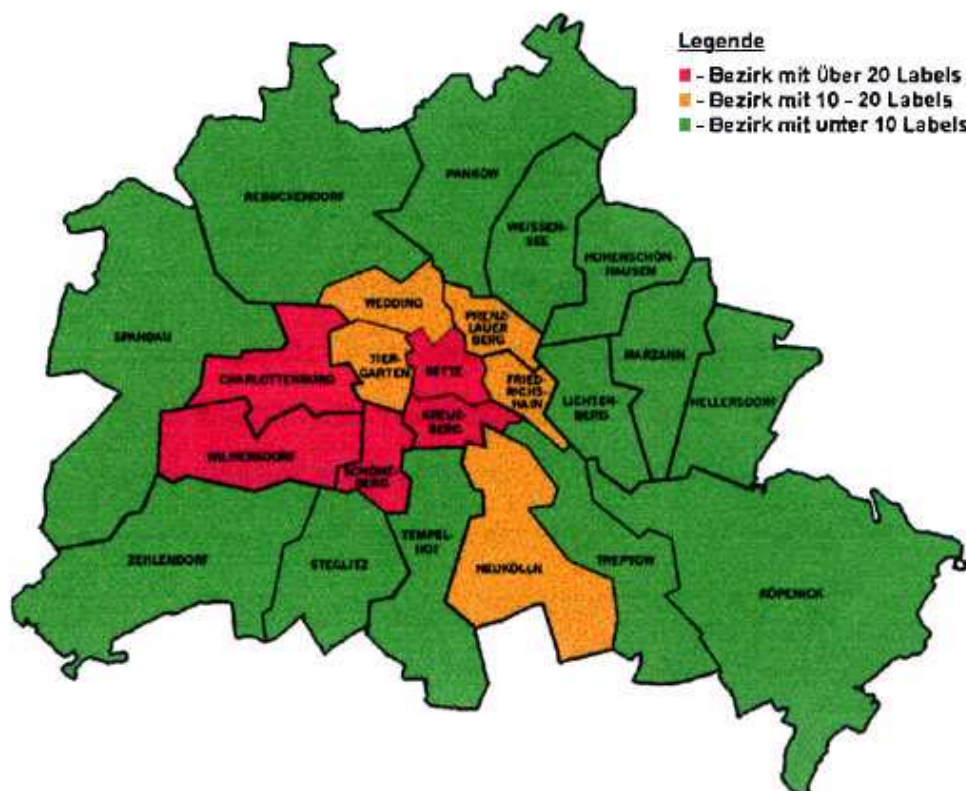 Legende
- Bezirk mit Über 20 Labels
- Bezirk mit 10 - 20 Labels
- Bezirk mit unter 10 Labels
REINICKENDORF
PANKOW
WEISSEN-
SEE
HOHENSCHÖN-
HAUSEN
WEDDING
PRENZ-
LAUER
BERG
SPANDAU
TIER-
GARTEN
MITTE
MARZAHN
CHARLOTTENBURG
FRIED-
RICHS-
HAIN
LICHTEN-
BERG
HELLERSDORF
KREUZ-
BERG
WILMERSDORF
SCHÖNE-
BERG
ZEHLENDORF
STEGLITZ
TEMPEL-
HOF
NEUKÖLLN
TREPTOW
KÖPENICK